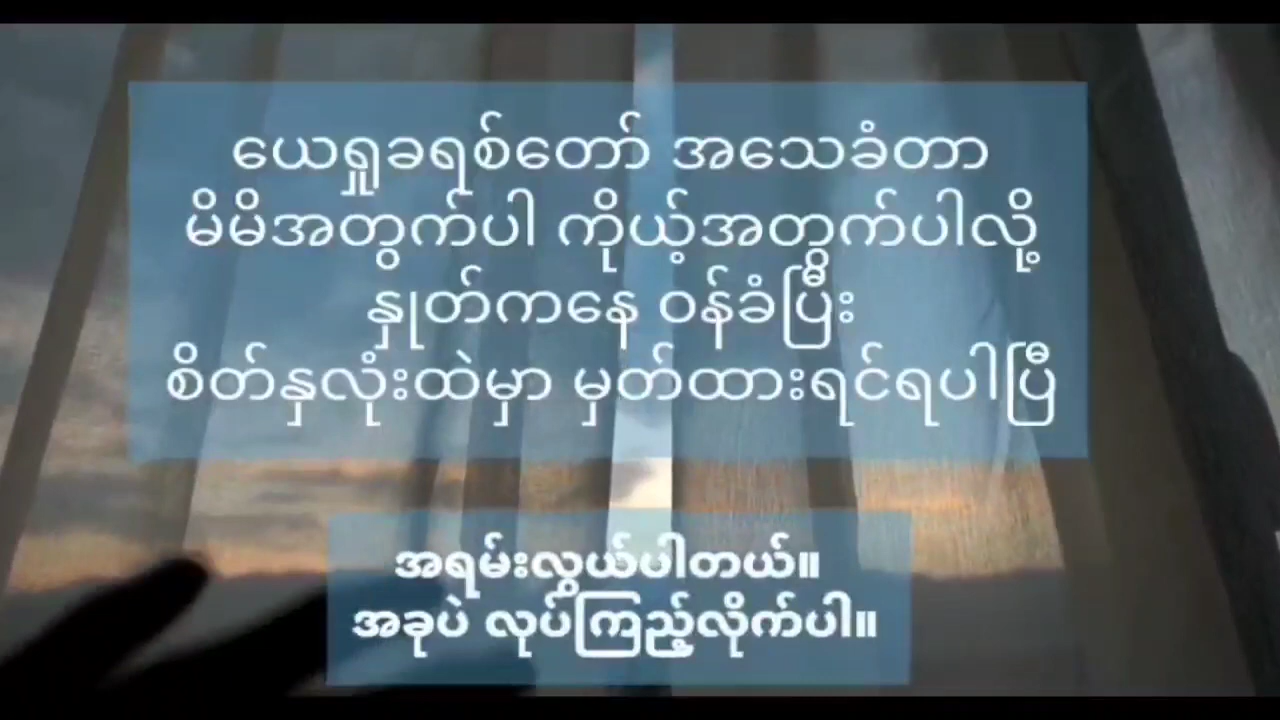 ယေရှုခရစ်တော် အသေခံတာ
မိမိအတွက်ပါ ကိုယ့်အတွက်ပါလို့
နှုတ်ကနေ ဝန်ခံပြီး
စိတ်နှလုံးထဲမှာ မှတ်ထားရင်ရပါပြီ
အရမ်းလွယ်ပါတယ်။
အခုပဲ လုပ်ကြည့်လိုက်ပါ။